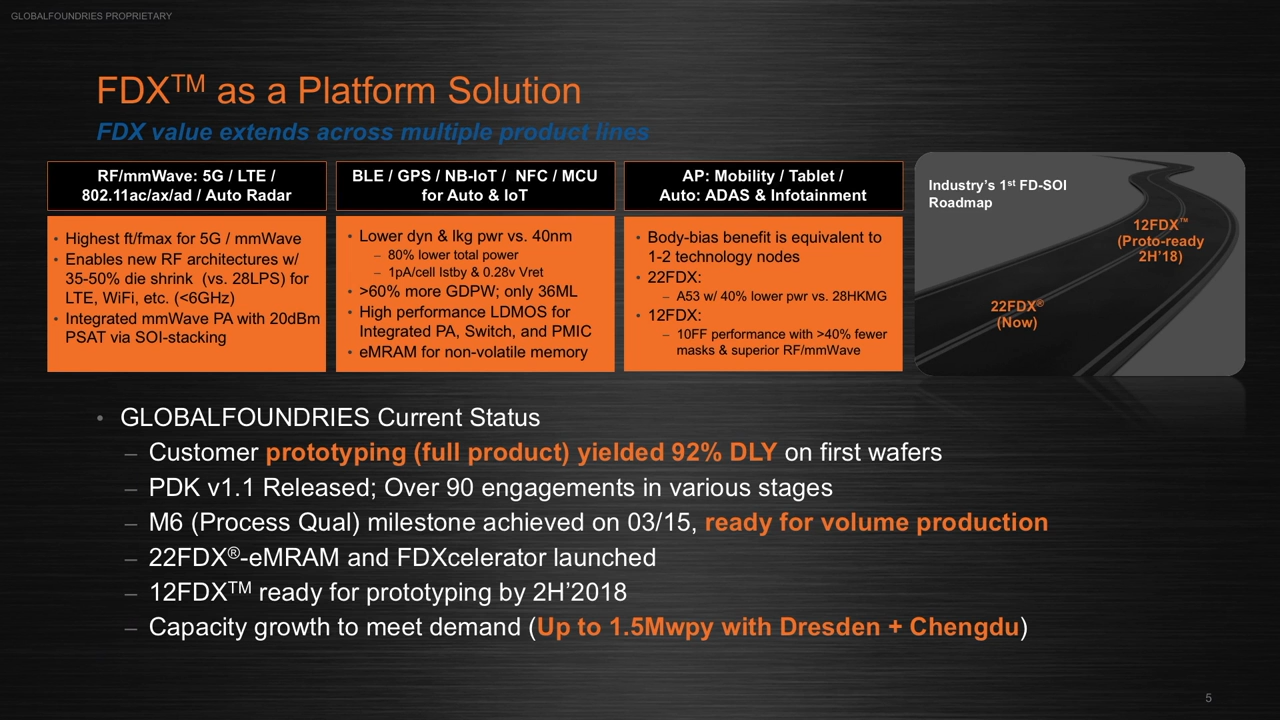 GLOBALFOUNDRIES PROPRIETARY
FDX™ as a Platform Solution
FDX value extends across multiple product lines
RF/mmWave: 5G / LTE /
802.11ac/ax/ad / Auto Radar
• Highest ft/fmax for 5G / mmWave
• Enables new RF architectures w/
35-50% die shrink (vs. 28LPS) for
LTE, WiFi, etc. (<6GHz)
• Integrated mmWave PA with 20dBm
PSAT via SOI-stacking
BLE / GPS / NB-IoT / NFC / MCU
for Auto & IoT
• Lower dyn & lkg pwr vs. 40nm
– 80% lower total power
– 1pA/cell Istby & 0.28v Vret
• >60% more GDPW; only 36ML
• High performance LDMOS for
Integrated PA, Switch, and PMIC
• eMRAM for non-volatile memory
AP: Mobility / Tablet /
Auto: ADAS & Infotainment
• Body-bias benefit is equivalent to
1-2 technology nodes
• 22FDX:
– A53 w/ 40% lower pwr vs. 28HKMG
• 12FDX:
– 10FF performance with >40% fewer
masks & superior RF/mmWave
Industry's 1st FD-SOI
Roadmap
12FDX™
(Proto-ready
2H'18)
22FDX®
(Now)
• GLOBALFOUNDRIES Current Status
– Customer prototyping (full product) yielded 92% DLY on first wafers
– PDK v1.1 Released; Over 90 engagements in various stages
– M6 (Process Qual) milestone achieved on 03/15, ready for volume production
– 22FDX®-eMRAM and FDXcelerator launched
– 12FDX™ ready for prototyping by 2H'2018
– Capacity growth to meet demand (Up to 1.5Mwpy with Dresden + Chengdu)
5